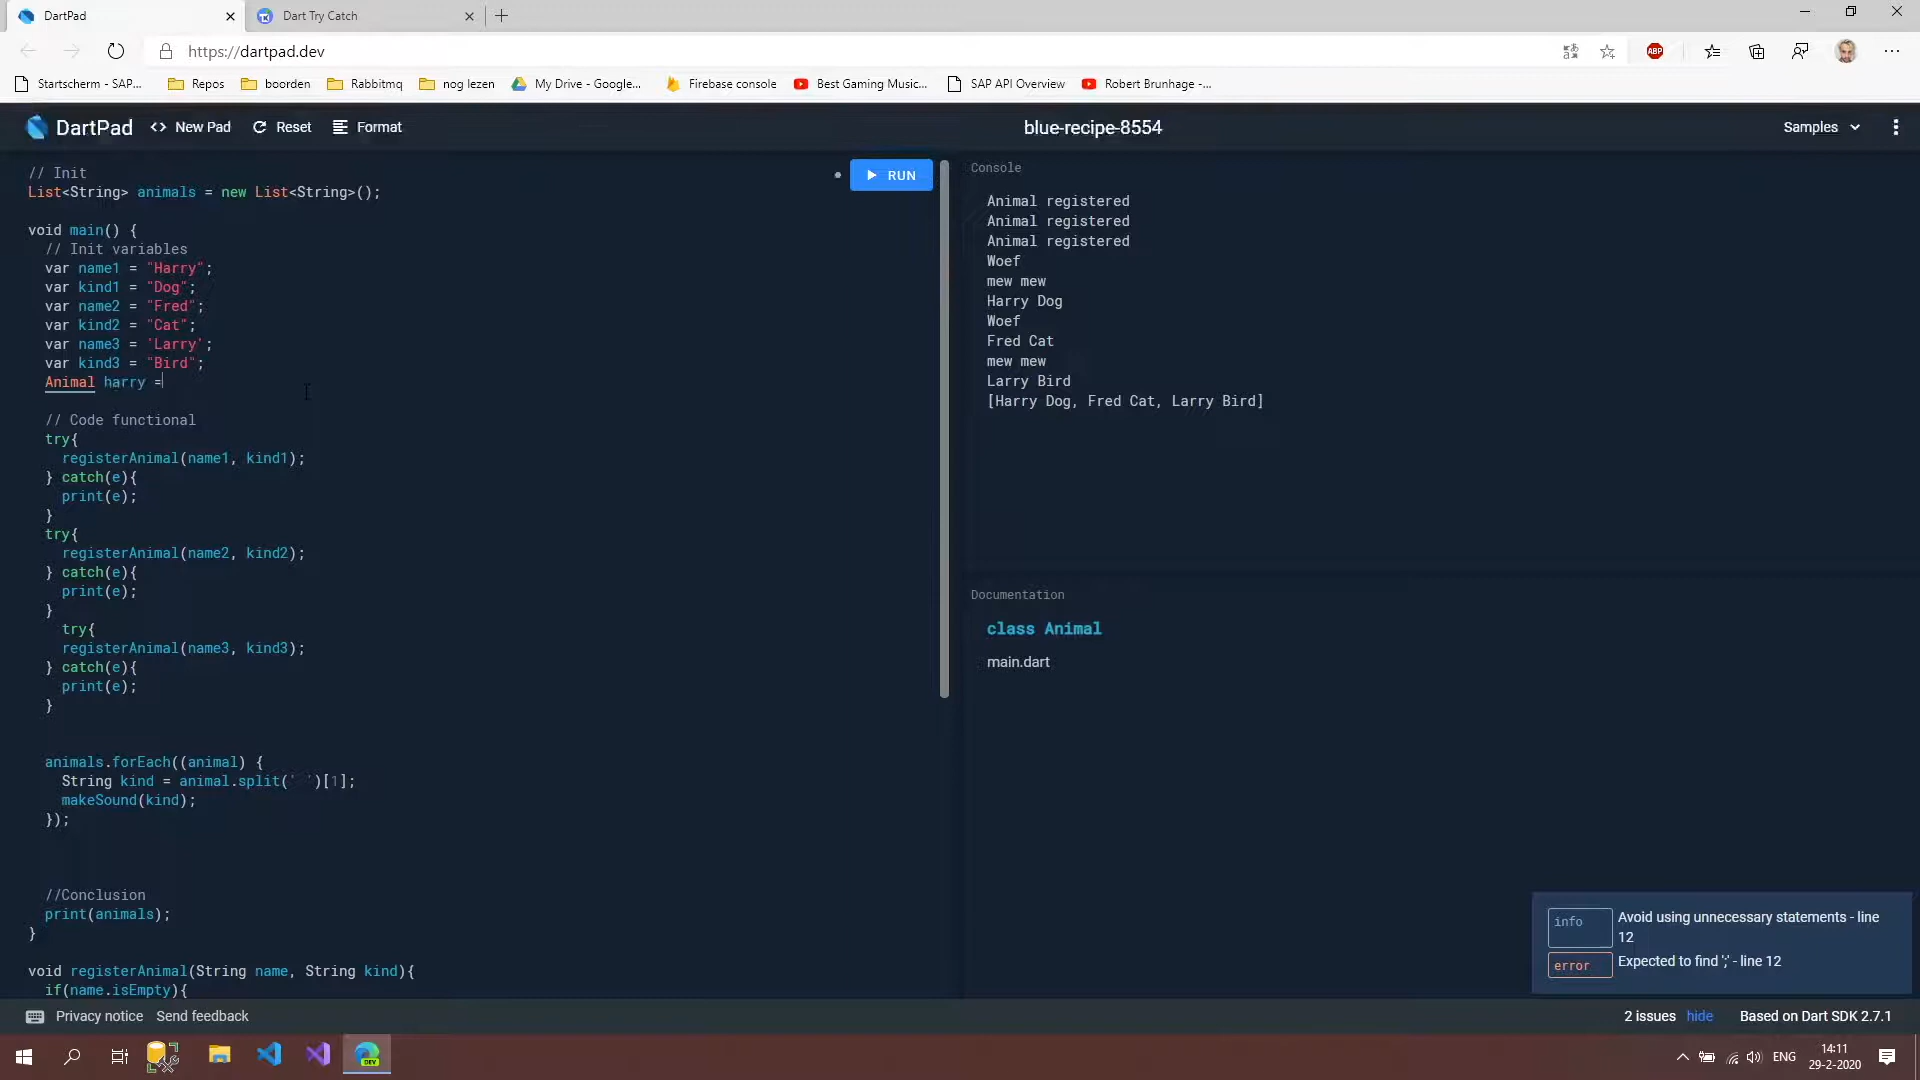 DartPad
Dart Try Catch
https://dartpad.dev
ABP
Startscherm - SAP...
Repos
boorden
Rabbitmq
nog lezen
My Drive - Google...
Firebase console
Best Gaming Music...
SAP API Overview
Robert Brunhage -...
DartPad
<> New Pad
Reset
Format
blue-recipe-8554
Samples
// Init
List<String> animals = new List<String>();
void main() {
// Init variables
var name1 = "Harry";
var kind1 = "Dog";
var name2 = "Fred";
var kind2 = "Cat";
var name3 = 'Larry';
var kind3 = "Bird";
Animal harry =
// Code functional
try{
registerAnimal(name1, kind1);
} catch(e){
print(e);
}
try{
registerAnimal(name2, kind2);
} catch(e){
print(e);
}
try{
registerAnimal(name3, kind3);
} catch(e){
print(e);
}
animals.forEach((animal) {
String kind = animal.split(' ')[1];
makeSound(kind);
});
//Conclusion
print(animals);
}
void registerAnimal(String name, String kind){
if(name.isEmpty){
RUN
Console
Animal registered
Animal registered
Animal registered
Woef
mew mew
Harry Dog
Woef
Fred Cat
mew mew
Larry Bird
[Harry Dog, Fred Cat, Larry Bird]
Documentation
class Animal
main.dart
info
Avoid using unnecessary statements - line
12
error
Expected to find ';' - line 12
Privacy notice
Send feedback
2 issues
hide
Based on Dart SDK 2.7.1
DEV
ENG
14:11
29-2-2020